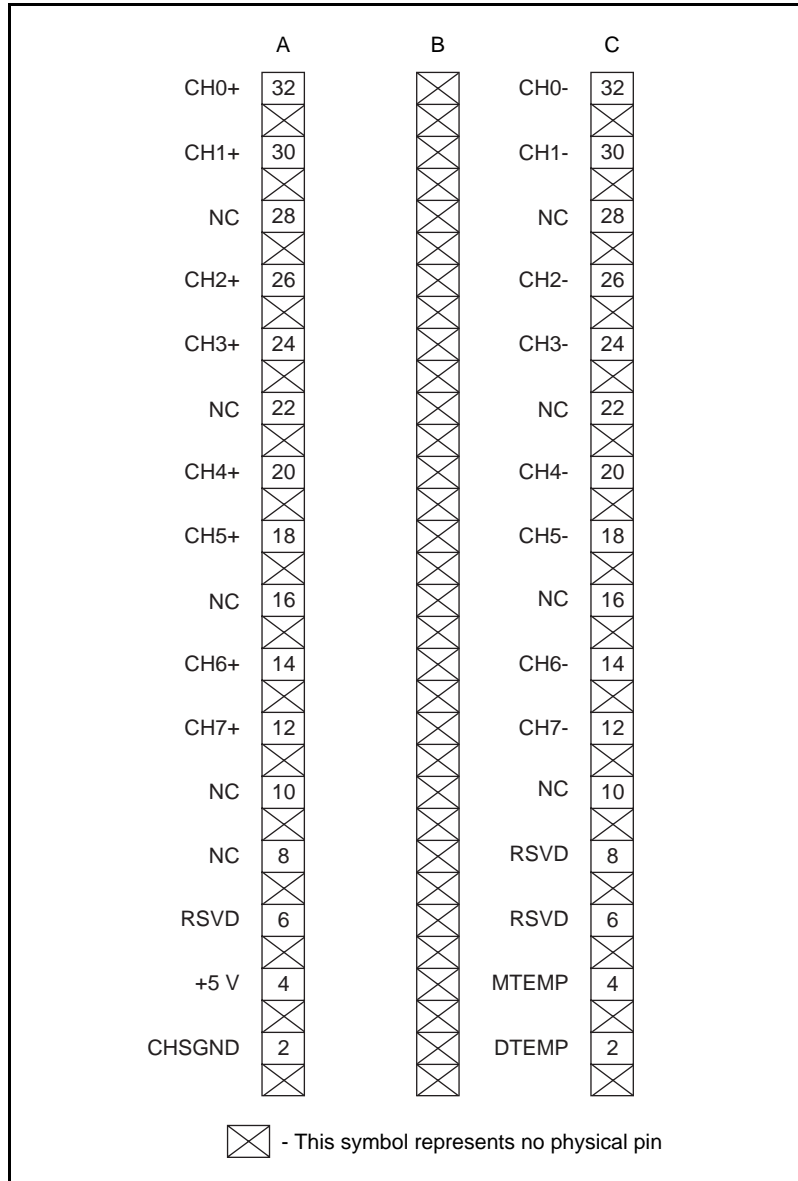 A B C
CH0+ 32 CH0- 32
CH1+ 30 CH1- 30
NC 28 NC 28
CH2+ 26 CH2- 26
CH3+ 24 CH3- 24
NC 22 NC 22
CH4+ 20 CH4- 20
CH5+ 18 CH5- 18
NC 16 NC 16
CH6+ 14 CH6- 14
CH7+ 12 CH7- 12
NC 10 NC 10
NC 8 RSVD 8
RSVD 6 RSVD 6
+5 V 4 MTEMP 4
CHSGND 2 DTEMP 2
- This symbol represents no physical pin